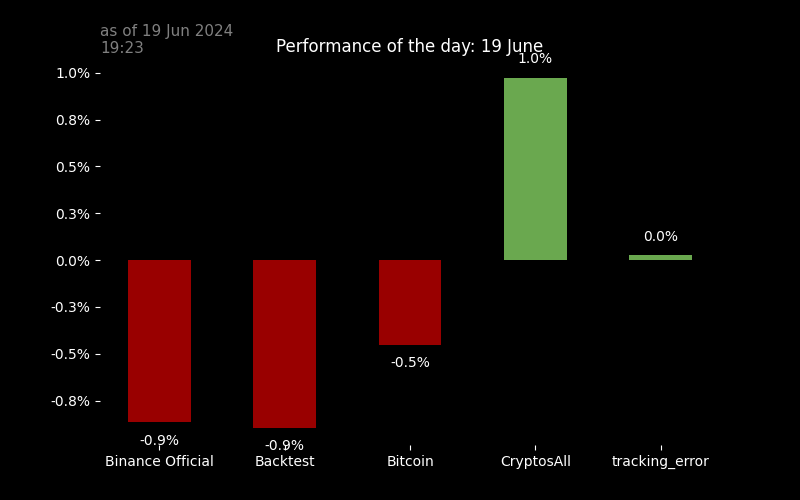 as of 19 Jun 2024
19:23
Performance of the day: 19 June
1.0%
1.0%
0.8%
0.5%
0.3%
0.0%
0.0%
-0.3%
-0.5%
-0.5%
-0.8%
-0.9%
-0.9%
Binance Official
Backtest
Bitcoin
CryptosAll
tracking_error